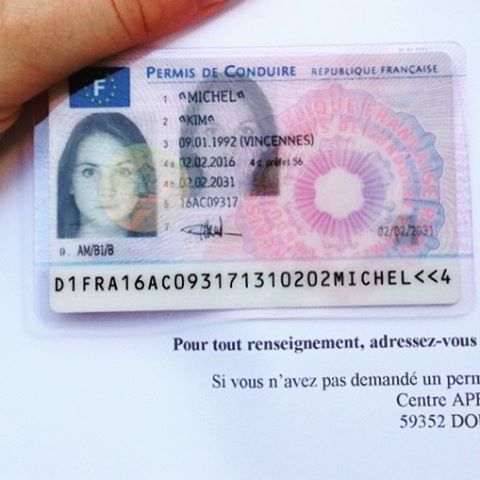 F
PERMIS DE CONDUIRE RÉPUBLIQUE FRANÇAISE
1 ¤MICHEL¤
2 ¤KIM¤
3 09.01.1992 (VINCENNES)
4a 02.02.2016 4c préfet 56
4b 02.02.2031
5 16AC09317
7
02/02/2031
9. AM/B1/B
D1FRA16AC093171310202MICHEL<<4
Pour tout renseignement, adressez-vous
Si vous n'avez pas demandé un perm
Centre APE
59352 DOU